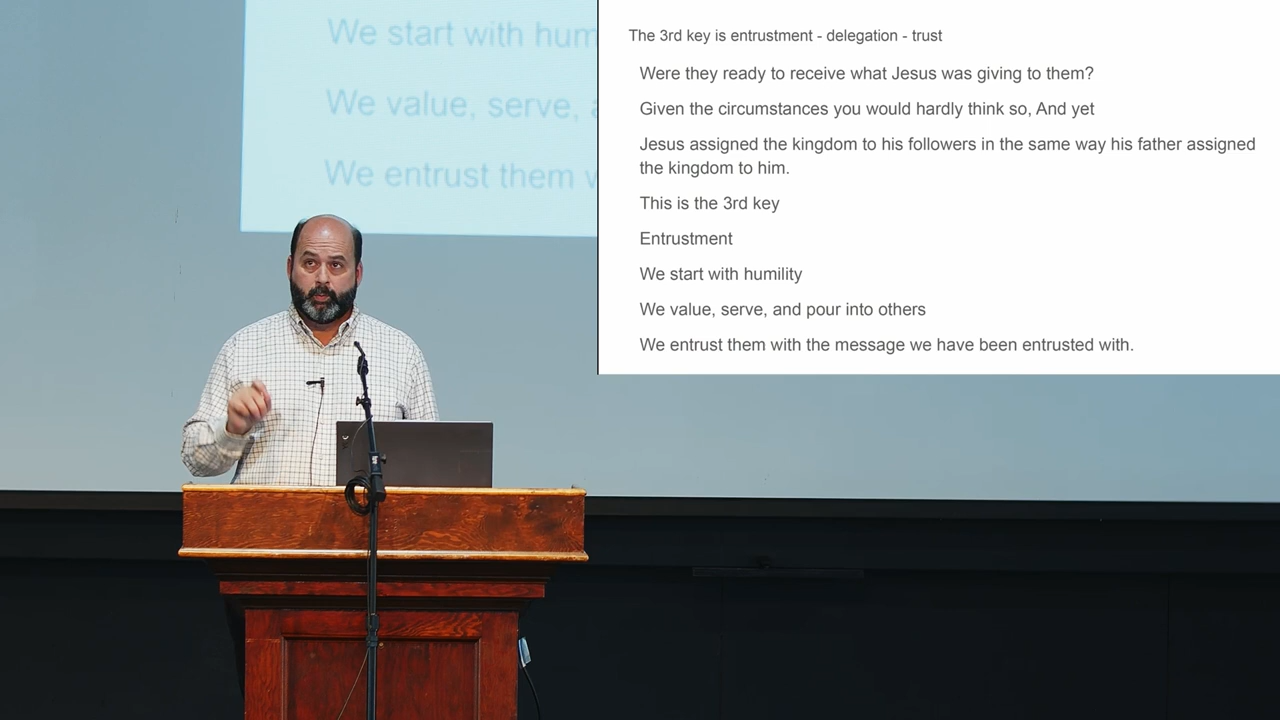 We start with hum
We value, serve,
We entrust them
The 3rd key is entrustment - delegation - trust
Were they ready to receive what Jesus was giving to them?
Given the circumstances you would hardly think so, And yet
Jesus assigned the kingdom to his followers in the same way his father assigned
the kingdom to him.
This is the 3rd key
Entrustment
We start with humility
We value, serve, and pour into others
We entrust them with the message we have been entrusted with.